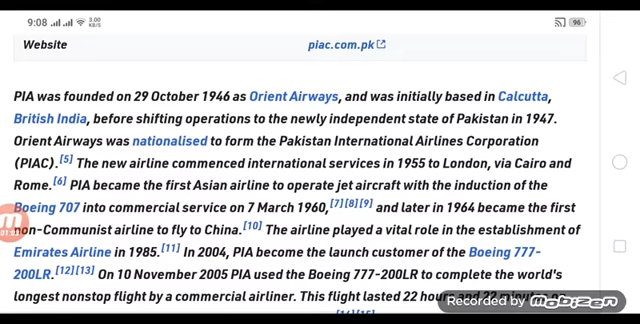 9:08
3.00
KB/S
96
Website piac.com.pk
PIA was founded on 29 October 1946 as Orient Airways, and was initially based in Calcutta,
British India, before shifting operations to the newly independent state of Pakistan in 1947.
Orient Airways was nationalised to form the Pakistan International Airlines Corporation
(PIAC).[5] The new airline commenced international services in 1955 to London, via Cairo and
Rome.[6] PIA became the first Asian airline to operate jet aircraft with the induction of the
Boeing 707 into commercial service on 7 March 1960,[7][8][9] and later in 1964 became the first
non-Communist airline to fly to China.[10] The airline played a vital role in the establishment of
Emirates Airline in 1985.[11] In 2004, PIA become the launch customer of the Boeing 777-
200LR.[12][13] On 10 November 2005 PIA used the Boeing 777-200LR to complete the world's
longest nonstop flight by a commercial airliner. This flight lasted 22 hours and 22 minutes on
Recorded by Mobizen